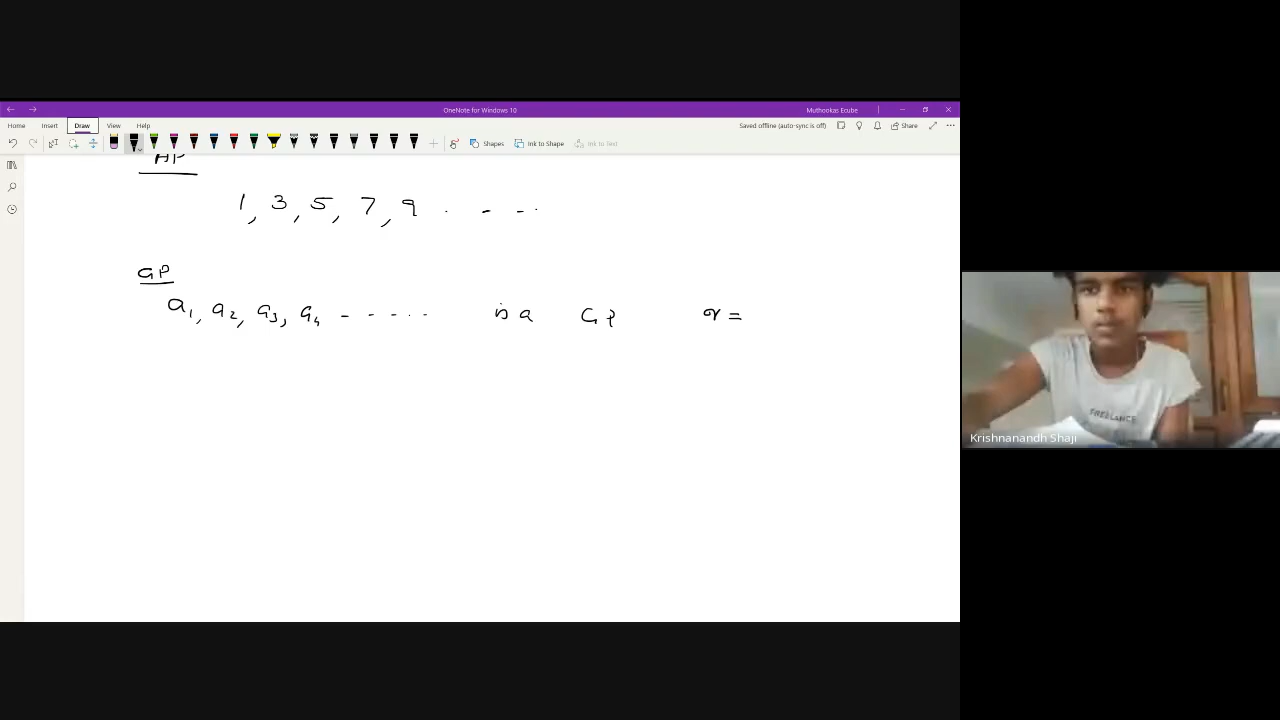 OneNote for Windows 10
Muthookas Ecube
Home Insert Draw View Help
Saved offline (auto-sync is off)
Share
Shapes
Ink to Shape
Ink to Text
AP
1, 3, 5, 7, 9 . - - - .
GP
a1, a2, a3, a4 - - - . . . is a GP r =
FREELANCE
Krishnanandh Shaji